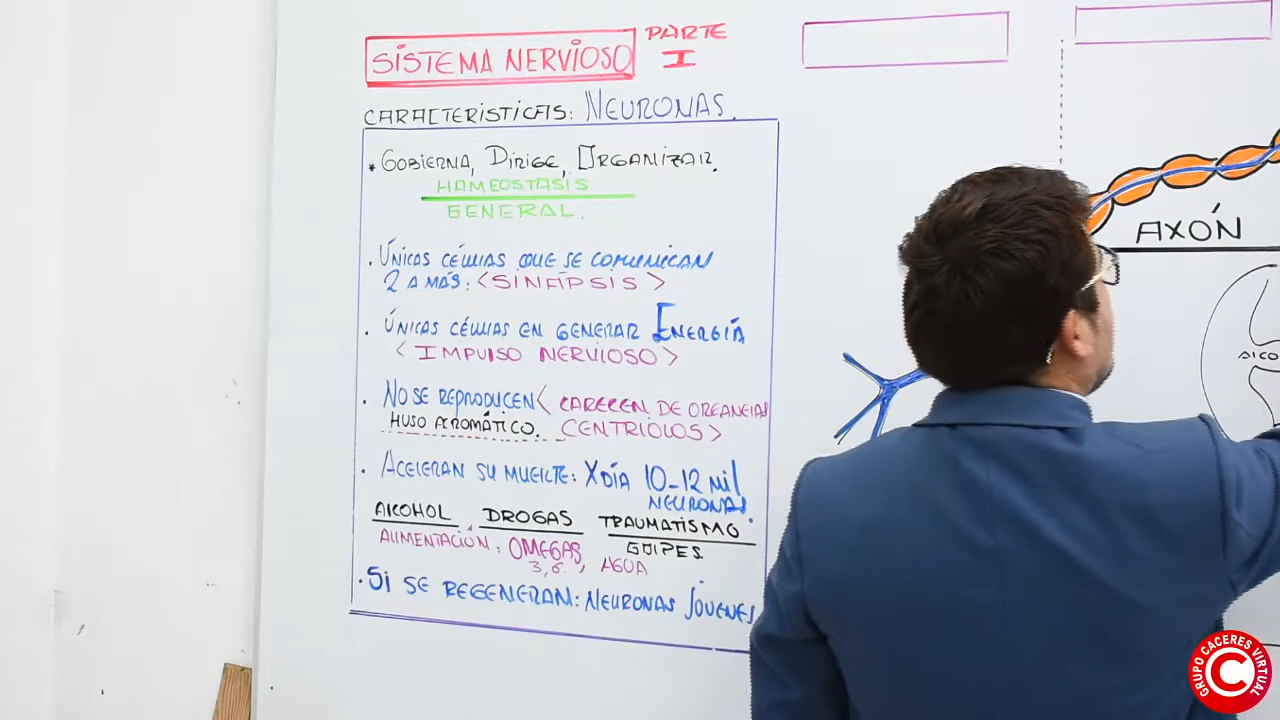 SISTEMA NERVIOSO PARTE I
CARACTERISTICAS: NEURONAS.
* GOBIERNA, DIRIGE, ORGANIZAR.
HAMEOSTASIS
GENERAL.
. ÚNICAS CÉLULAS QUE SE COMUNICAN
2 A MÁS: <SINAPSIS>
. ÚNICAS CÉLULAS EN GENERAR ENERGÍA
<IMPULSO NERVIOSO>
. NO SE REPRODUCEN < CARECEN DE ORGANELAS
HUSO ACROMÁTICO. CENTRIOLOS>
. ACELERAN SU MUERTE: X DÍA 10-12 mil
NEURONAS.
ALCOHOL DROGAS TRAUMATISMO
GOLPES.
ALIMENTACIÓN: OMEGAS, AGUA
3,6.
. SI SE REGENERAN: NEURONAS JÓVENES
AXÓN
GRUPO CACERES VIRTUAL
C